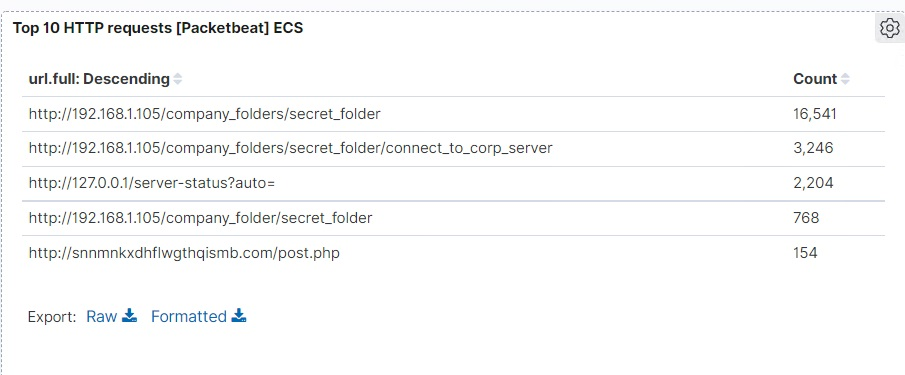 Top 10 HTTP requests [Packetbeat] ECS
url.full: Descending Count
http://192.168.1.105/company_folders/secret_folder 16,541
http://192.168.1.105/company_folders/secret_folder/connect_to_corp_server 3,246
http://127.0.0.1/server-status?auto= 2,204
http://192.168.1.105/company_folder/secret_folder 768
http://snnmnkxdhflwgthqismb.com/post.php 154
Export: Raw Formatted